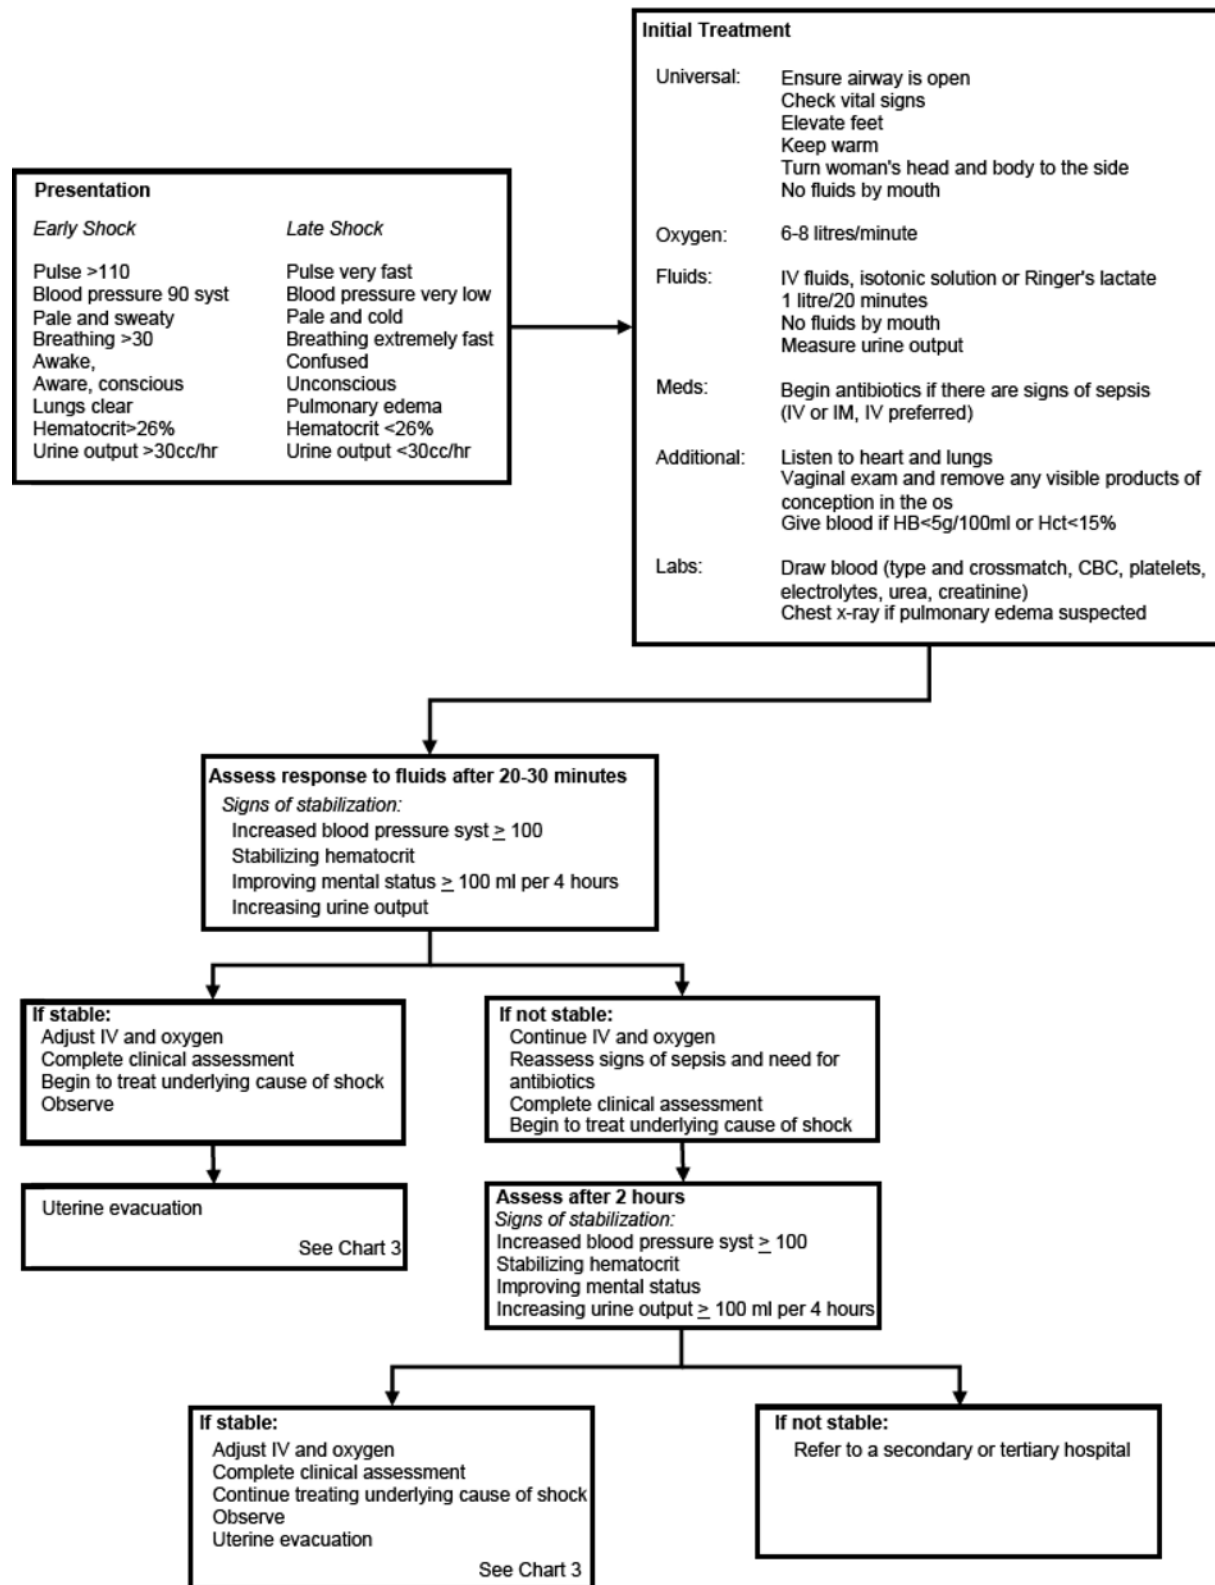 Initial Treatment
Universal: Ensure airway is open
Check vital signs
Elevate feet
Keep warm
Turn woman's head and body to the side
No fluids by mouth
Oxygen: 6-8 litres/minute
Fluids: IV fluids, isotonic solution or Ringer's lactate
1 litre/20 minutes
No fluids by mouth
Measure urine output
Meds: Begin antibiotics if there are signs of sepsis
(IV or IM, IV preferred)
Additional: Listen to heart and lungs
Vaginal exam and remove any visible products of
conception in the os
Give blood if HB<5g/100ml or Hct<15%
Labs: Draw blood (type and crossmatch, CBC, platelets,
electrolytes, urea, creatinine)
Chest x-ray if pulmonary edema suspected
Presentation
Early Shock Late Shock
Pulse >110 Pulse very fast
Blood pressure 90 syst Blood pressure very low
Pale and sweaty Pale and cold
Breathing >30 Breathing extremely fast
Awake, Confused
Aware, conscious Unconscious
Lungs clear Pulmonary edema
Hematocrit>26% Hematocrit <26%
Urine output >30cc/hr Urine output <30cc/hr
Assess response to fluids after 20-30 minutes
Signs of stabilization:
Increased blood pressure syst ≥ 100
Stabilizing hematocrit
Improving mental status ≥ 100 ml per 4 hours
Increasing urine output
If stable:
Adjust IV and oxygen
Complete clinical assessment
Begin to treat underlying cause of shock
Observe
Uterine evacuation
See Chart 3
If not stable:
Continue IV and oxygen
Reassess signs of sepsis and need for
antibiotics
Complete clinical assessment
Begin to treat underlying cause of shock
Assess after 2 hours
Signs of stabilization:
Increased blood pressure syst ≥ 100
Stabilizing hematocrit
Improving mental status
Increasing urine output ≥ 100 ml per 4 hours
If stable:
Adjust IV and oxygen
Complete clinical assessment
Continue treating underlying cause of shock
Observe
Uterine evacuation
See Chart 3
If not stable:
Refer to a secondary or tertiary hospital